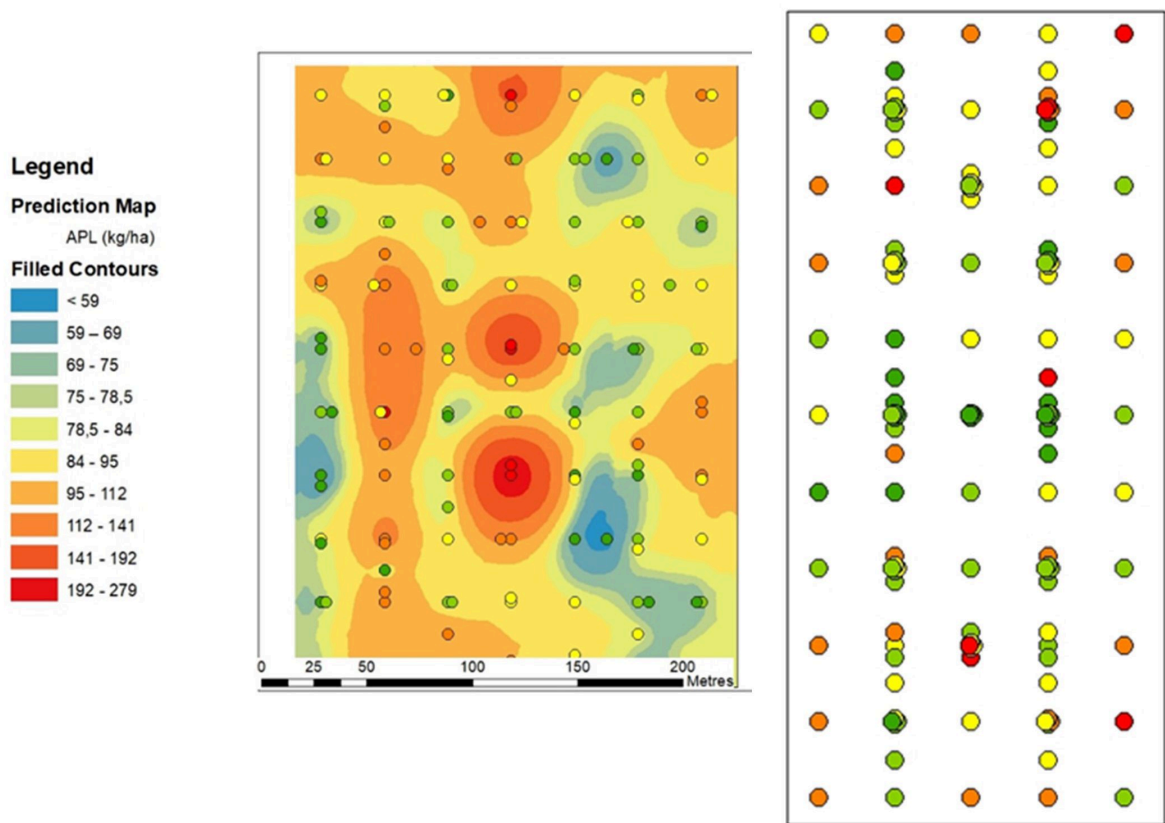 Legend
Prediction Map
APL (kg/ha)
Filled Contours
< 59
59 – 69
69 - 75
75 - 78,5
78,5 - 84
84 - 95
95 - 112
112 - 141
141 - 192
192 - 279
0 25 50 100 150 200
Metres